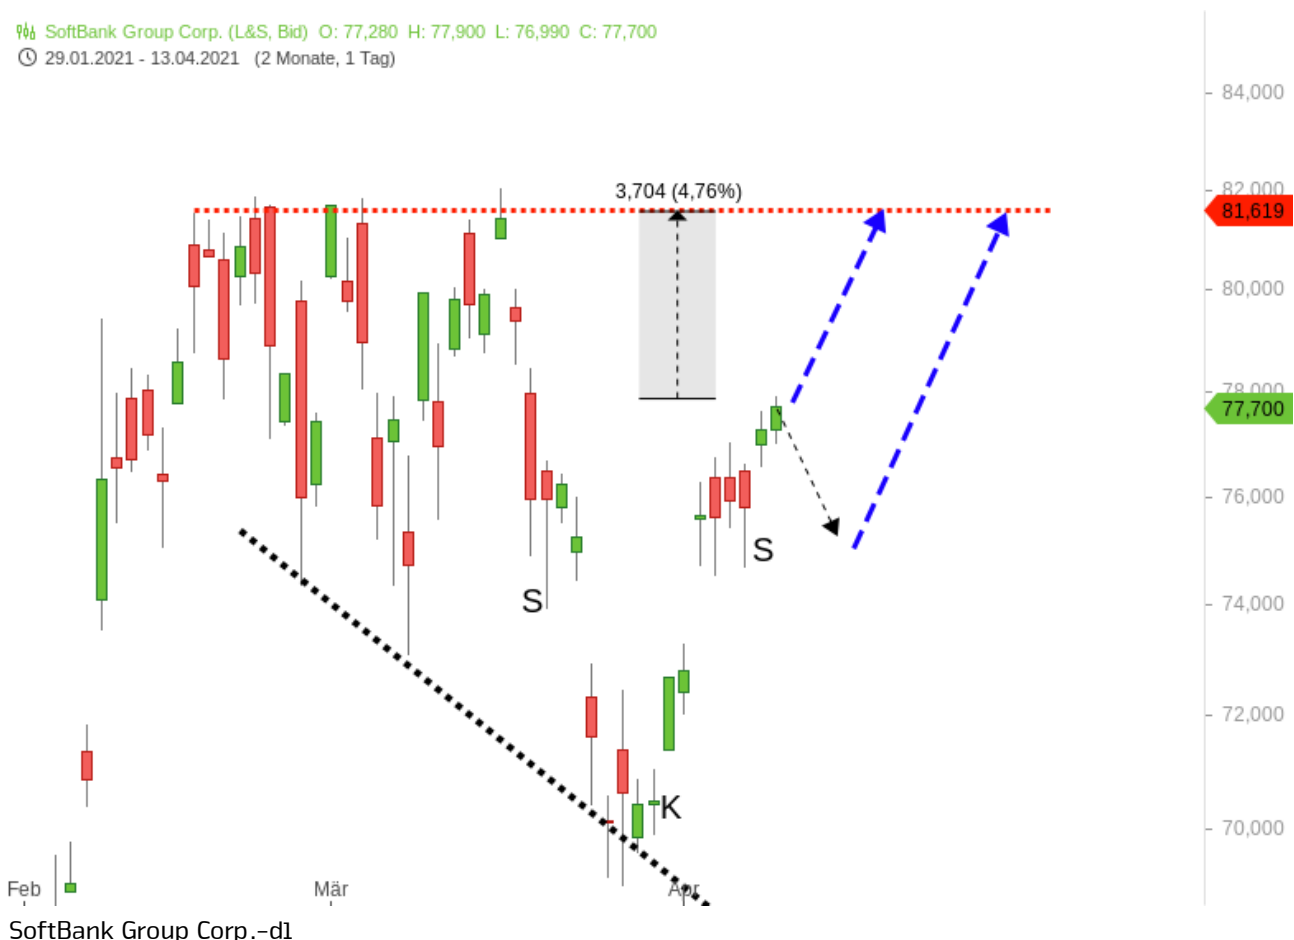 SoftBank Group Corp. (L&S, Bid) O: 77,280 H: 77,900 L: 76,990 C: 77,700
29.01.2021 - 13.04.2021 (2 Monate, 1 Tag)
84,000
3,704 (4,76%)
82,000
81,619
80,000
78,000
77,700
76,000
S
74,000
S
72,000
K
70,000
Feb
Mär
Apr
SoftBank Group Corp.-d1